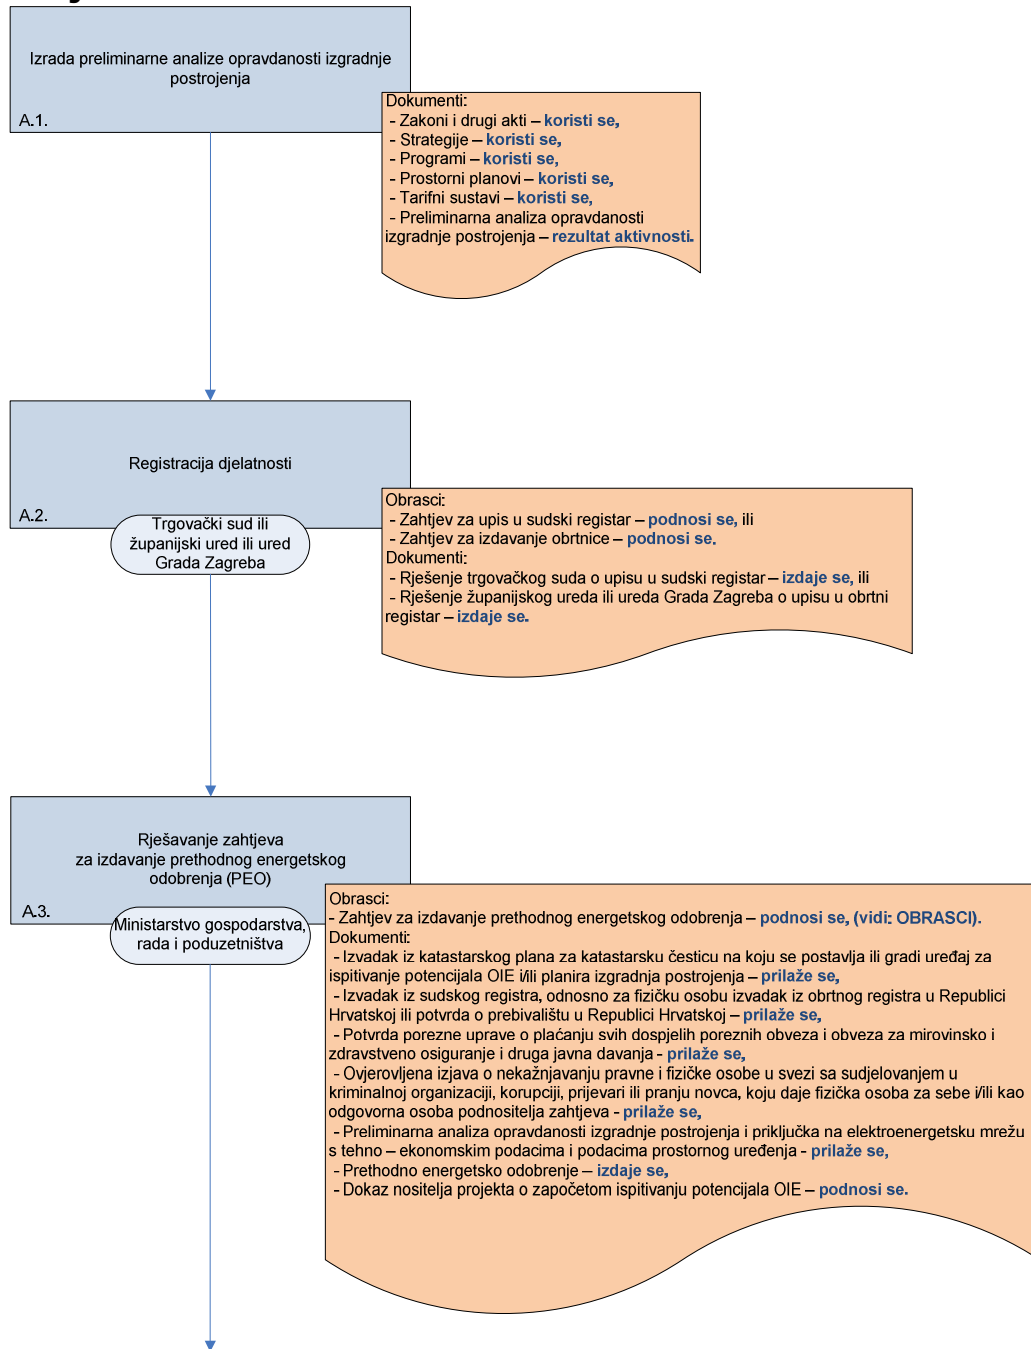 Izrada preliminarne analize opravdanosti izgradnje
postrojenja
A.1.
Dokumenti:
- Zakoni i drugi akti – koristi se,
- Strategije – koristi se,
- Programi – koristi se,
- Prostorni planovi – koristi se,
- Tarifni sustavi – koristi se,
- Preliminarna analiza opravdanosti
izgradnje postrojenja – rezultat aktivnosti.
Registracija djelatnosti
A.2.
Trgovački sud ili
županijski ured ili ured
Grada Zagreba
Obrasci:
- Zahtjev za upis u sudski registar – podnosi se, ili
- Zahtjev za izdavanje obrtnice – podnosi se.
Dokumenti:
- Rješenje trgovačkog suda o upisu u sudski registar – izdaje se, ili
- Rješenje županijskog ureda ili ureda Grada Zagreba o upisu u obrtni
registar – izdaje se.
Rješavanje zahtjeva
za izdavanje prethodnog energetskog
odobrenja (PEO)
A.3.
Ministarstvo gospodarstva,
rada i poduzetništva
Obrasci:
- Zahtjev za izdavanje prethodnog energetskog odobrenja – podnosi se, (vidi: OBRASCI).
Dokumenti:
- Izvadak iz katastarskog plana za katastarsku česticu na koju se postavlja ili gradi uređaj za
ispitivanje potencijala OIE i/ili planira izgradnja postrojenja – prilaže se,
- Izvadak iz sudskog registra, odnosno za fizičku osobu izvadak iz obrtnog registra u Republici
Hrvatskoj ili potvrda o prebivalištu u Republici Hrvatskoj – prilaže se,
- Potvrda porezne uprave o plaćanju svih dospjelih poreznih obveza i obveza za mirovinsko i
zdravstveno osiguranje i druga javna davanja - prilaže se,
- Ovjerovljena izjava o nekažnjavanju pravne i fizičke osobe u svezi sa sudjelovanjem u
kriminalnoj organizaciji, korupciji, prijevari ili pranju novca, koju daje fizička osoba za sebe i/ili kao
odgovorna osoba podnositelja zahtjeva - prilaže se,
- Preliminarna analiza opravdanosti izgradnje postrojenja i priključka na elektroenergetsku mrežu
s tehno – ekonomskim podacima i podacima prostornog uređenja - prilaže se,
- Prethodno energetsko odobrenje – izdaje se,
- Dokaz nositelja projekta o započetom ispitivanju potencijala OIE – podnosi se.